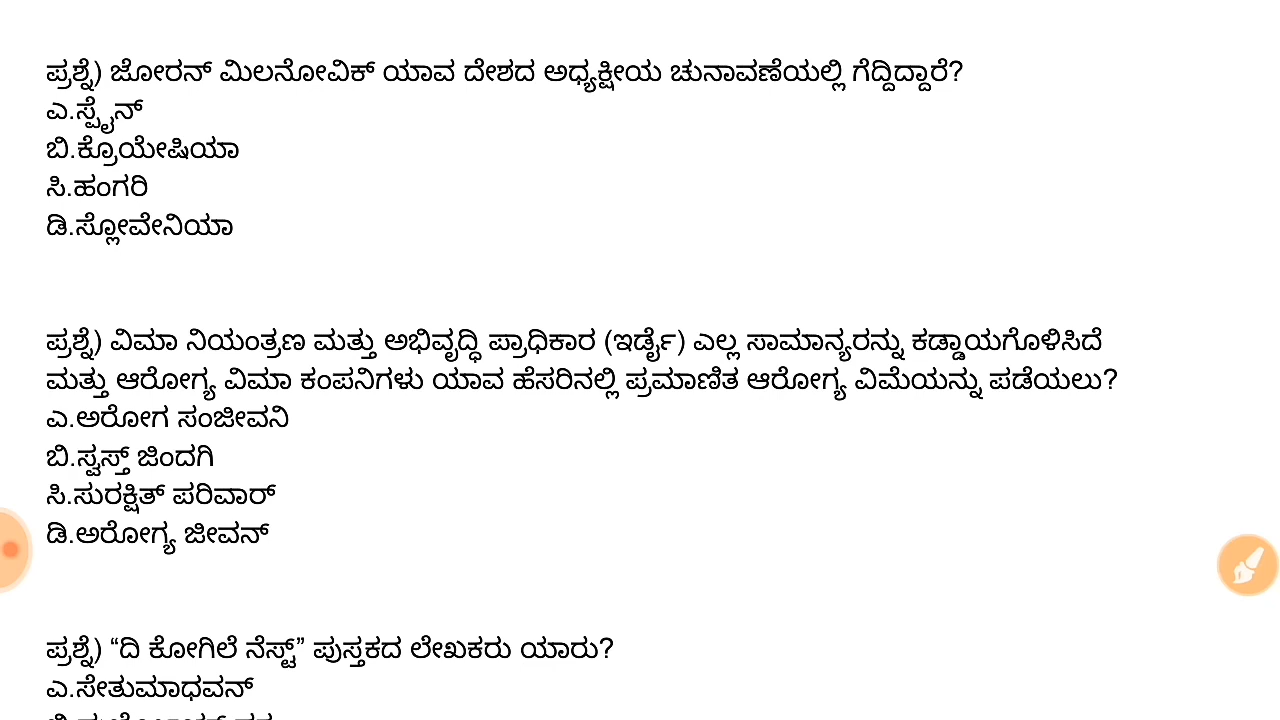 ಪ್ರಶ್ನೆ) ಜೋರನ್ ಮಿಲನೋವಿಕ್ ಯಾವ ದೇಶದ ಅಧ್ಯಕ್ಷೀಯ ಚುನಾವಣೆಯಲ್ಲಿ ಗೆದ್ದಿದ್ದಾರೆ?
ಎ.ಸ್ಪೈನ್
ಬಿ.ಕ್ರೊಯೇಷಿಯಾ
ಸಿ.ಹಂಗರಿ
ಡಿ.ಸ್ಲೋವೇನಿಯಾ
ಪ್ರಶ್ನೆ) ವಿಮಾ ನಿಯಂತ್ರಣ ಮತ್ತು ಅಭಿವೃದ್ಧಿ ಪ್ರಾಧಿಕಾರ (ಇರ್ಡೈ) ಎಲ್ಲ ಸಾಮಾನ್ಯರನ್ನು ಕಡ್ಡಾಯಗೊಳಿಸಿದೆ
ಮತ್ತು ಆರೋಗ್ಯ ವಿಮಾ ಕಂಪನಿಗಳು ಯಾವ ಹೆಸರಿನಲ್ಲಿ ಪ್ರಮಾಣಿತ ಆರೋಗ್ಯ ವಿಮೆಯನ್ನು ಪಡೆಯಲು?
ಎ.ಅರೋಗ ಸಂಜೀವನಿ
ಬಿ.ಸ್ವಸ್ತ್ ಜಿಂದಗಿ
ಸಿ.ಸುರಕ್ಷಿತ್ ಪರಿವಾರ್
ಡಿ.ಅರೋಗ್ಯ ಜೀವನ್
ಪ್ರಶ್ನೆ) “ದಿ ಕೋಗಿಲೆ ನೆಸ್ಟ್” ಪುಸ್ತಕದ ಲೇಖಕರು ಯಾರು?
ಎ.ಸೇತುಮಾಧವನ್